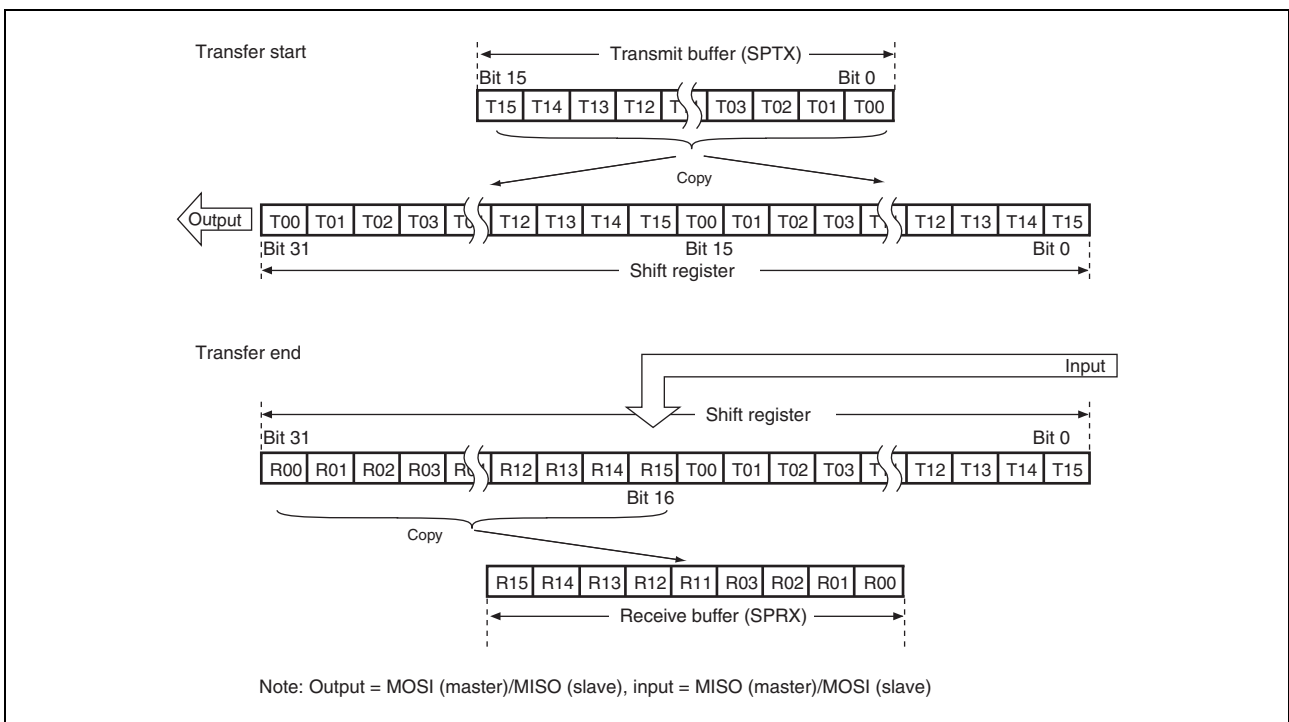 Transfer start
Transmit buffer (SPTX)
Bit 15 Bit 0
T15 T14 T13 T12 T03 T02 T01 T00
Copy
Output T00 T01 T02 T03 T12 T13 T14 T15 T00 T01 T02 T03 T12 T13 T14 T15
Bit 31 Bit 15 Bit 0
Shift register
Transfer end
Input
Shift register
Bit 31 Bit 0
R00 R01 R02 R03 R12 R13 R14 R15 T00 T01 T02 T03 T12 T13 T14 T15
Bit 16
Copy
R15 R14 R13 R12 R11 R03 R02 R01 R00
Receive buffer (SPRX)
Note: Output = MOSI (master)/MISO (slave), input = MISO (master)/MOSI (slave)